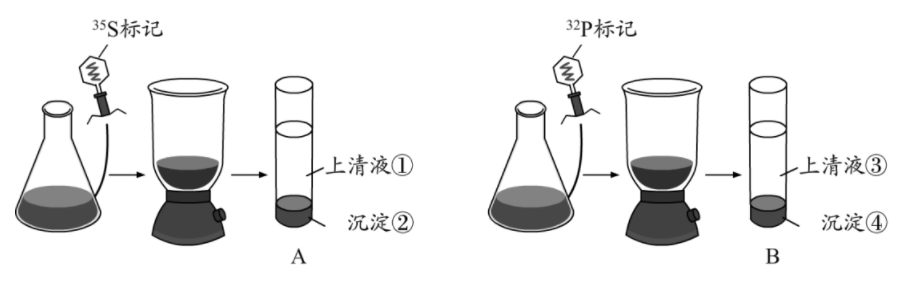 ³⁵S标记
上清液①
沉淀②
A
³²P标记
上清液③
沉淀④
B